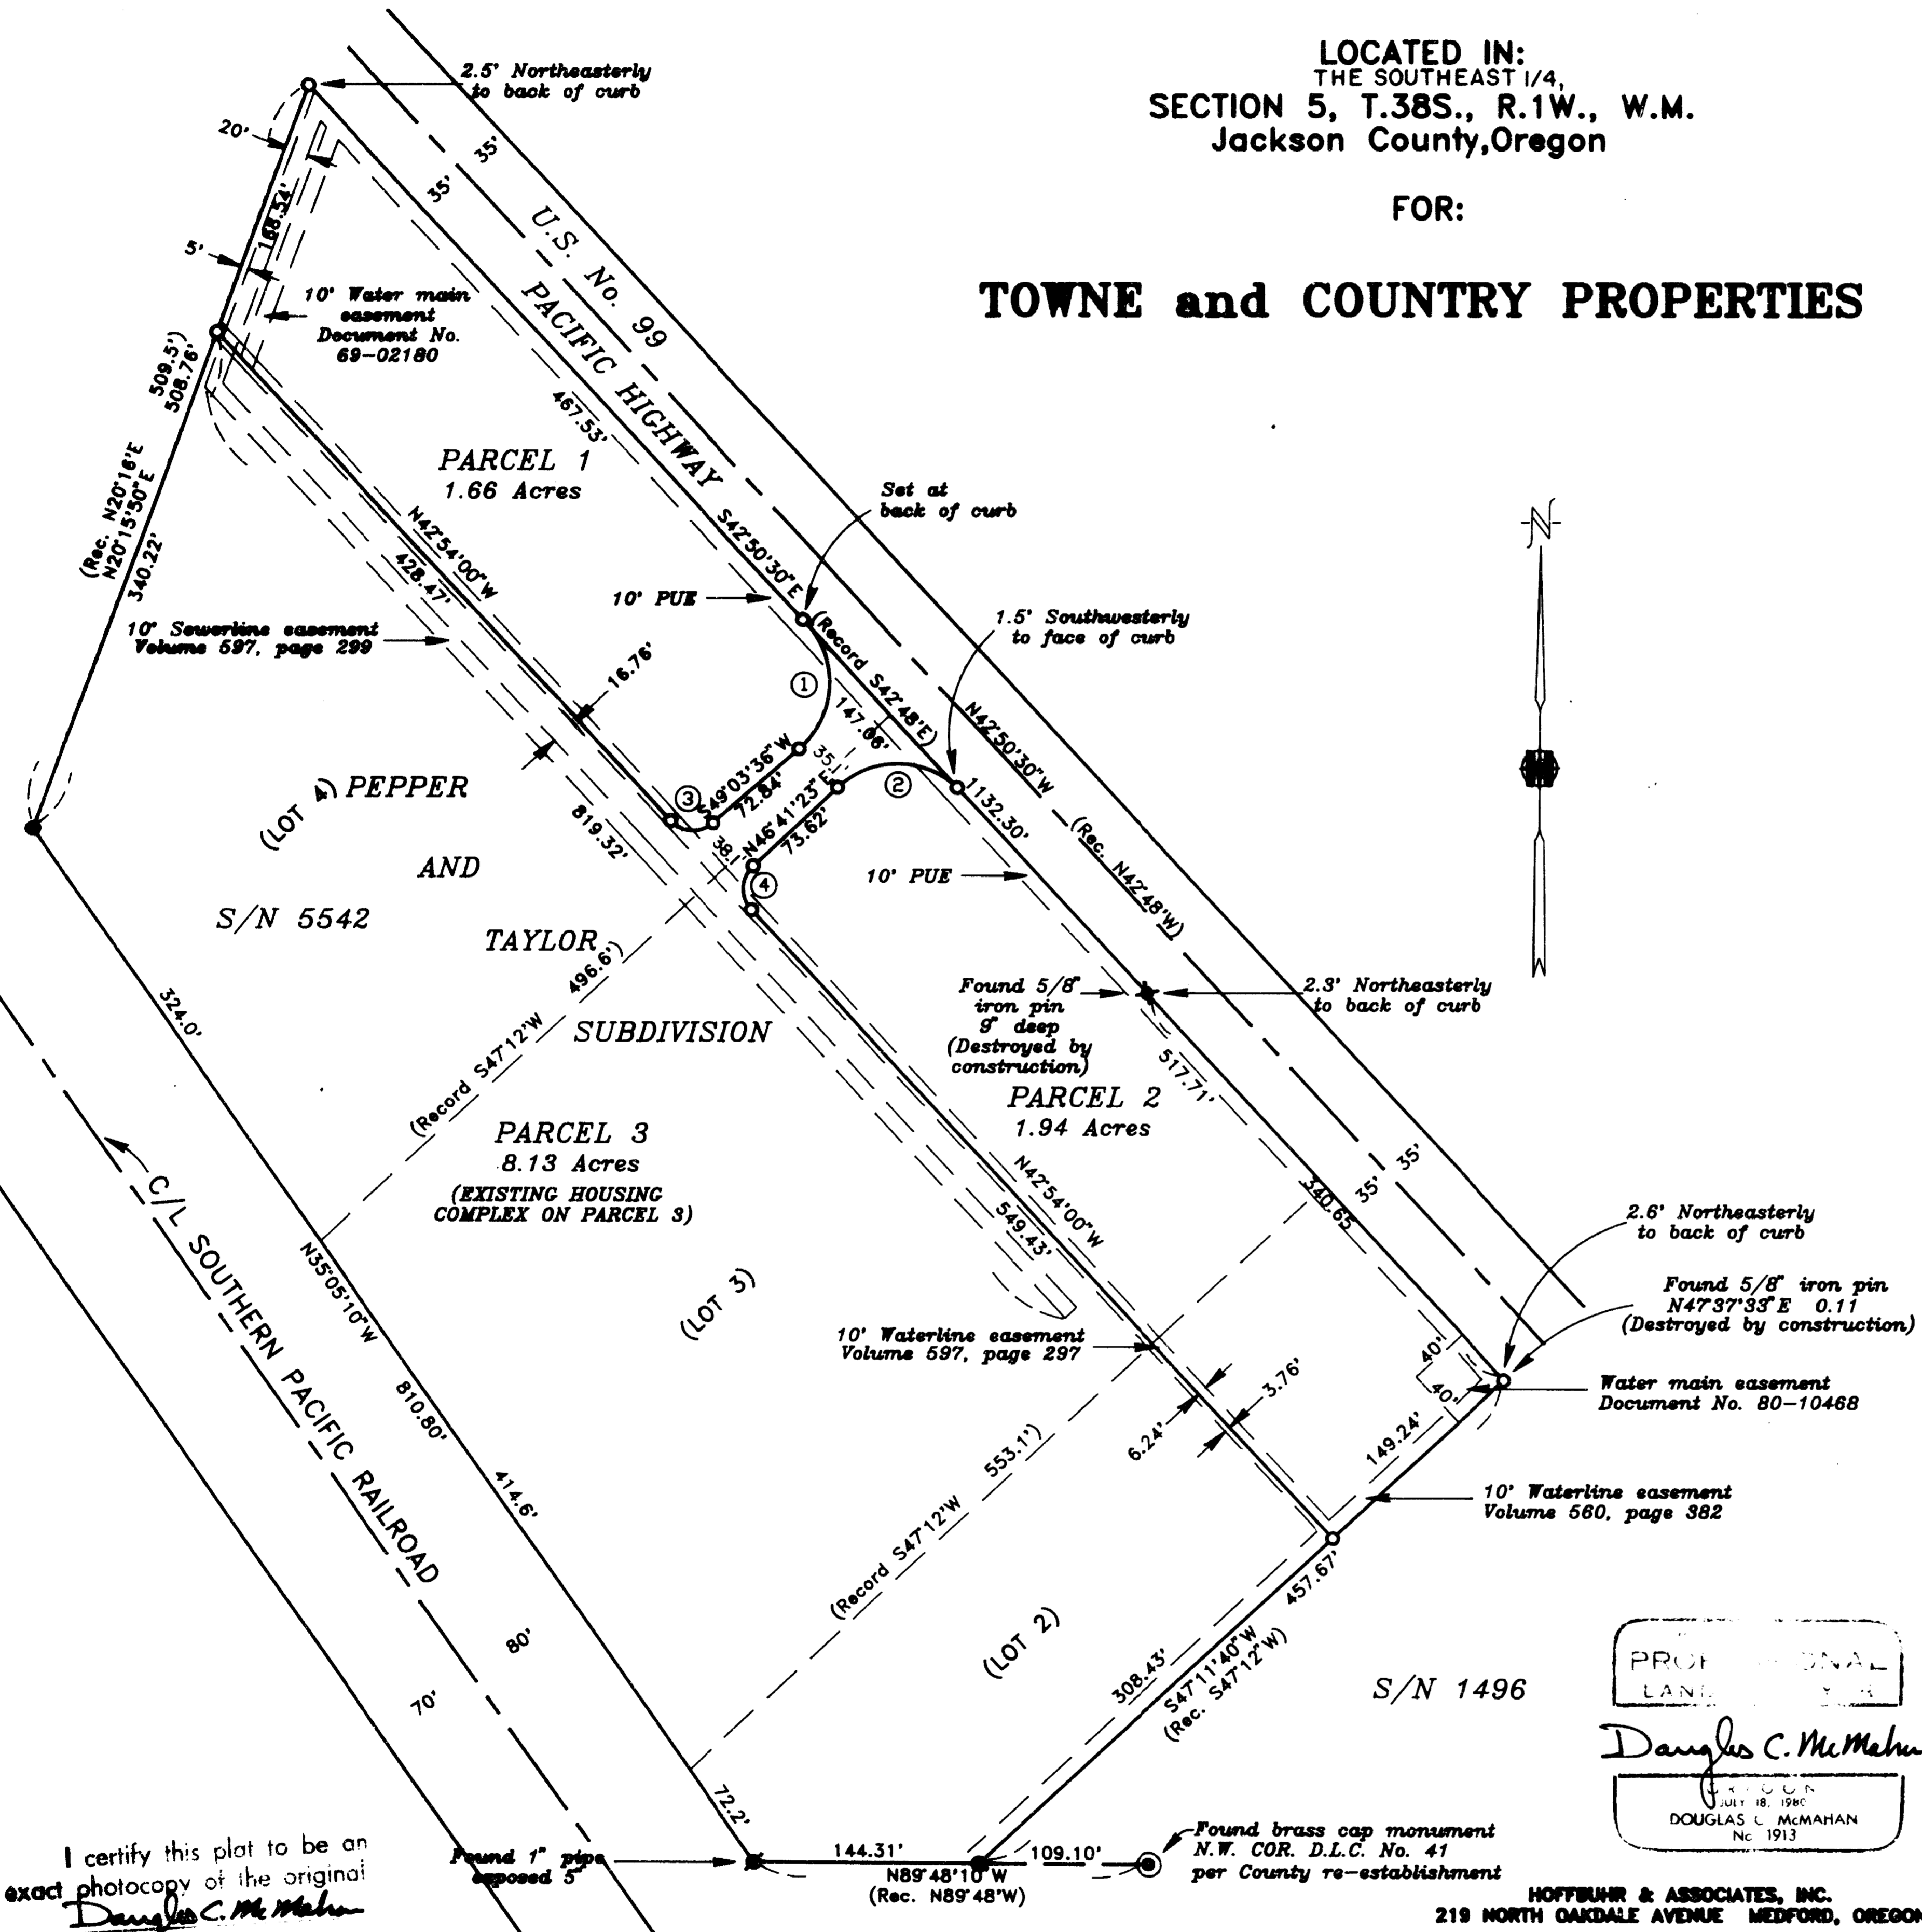 LOCATED IN:
THE SOUTHEAST 1/4,
SECTION 5, T.38S., R.1W., W.M.
Jackson County,Oregon
FOR:
TOWNE and COUNTRY PROPERTIES
2.5' Northeasterly
to back of curb
20'
168.54'
5'
10' Water main
easement
Document No.
69-02180
35'
35'
U.S. No. 99
PACIFIC HIGHWAY
467.53'
S42°50'30"E
(Record S42°48'E)
147.06'
509.5')
508.76'
(Rec. N20°16'E
N20°15'50"E
340.22'
PARCEL 1
1.66 Acres
N42°54'00"W
428.47'
Set at
back of curb
10' PUE
10' Sewerline easement
Volume 597, page 299
16.76'
1.5' Southwesterly
to face of curb
1
2
3
4
S49°03'36"W
72.84'
35.1'
N46°41'23"E
73.62'
38.1'
N42°50'30"W
(Rec. N42°48'W)
1132.30'
(LOT 4)
PEPPER
AND
TAYLOR
SUBDIVISION
819.32'
S/N 5542
10' PUE
496.6')
(Record S47°12'W
324.0'
Found 5/8"
iron pin
9" deep
(Destroyed by
construction)
2.3' Northeasterly
to back of curb
517.71'
PARCEL 2
1.94 Acres
PARCEL 3
8.13 Acres
(EXISTING HOUSING
COMPLEX ON PARCEL 3)
N42°54'00"W
549.43'
35'
35'
340.65
C/L SOUTHERN PACIFIC RAILROAD
N35°05'10"W
810.80'
414.6'
(LOT 3)
2.6' Northeasterly
to back of curb
Found 5/8" iron pin
N47°37'33"E 0.11
(Destroyed by construction)
10' Waterline easement
Volume 597, page 297
40'
40'
3.76'
6.24'
Water main easement
Document No. 80-10468
149.24'
10' Waterline easement
Volume 560, page 382
553.1')
(Record S47°12'W
457.67'
308.43'
S47°11'40"W
(Rec. S47°12'W)
(LOT 2)
80'
70'
S/N 1496
72.2'
Found 1" pipe
exposed 5"
144.31'
109.10'
N89°48'10"W
(Rec. N89°48'W)
Found brass cap monument
N.W. COR. D.L.C. No. 41
per County re-establishment
N
Douglas C. McMahan
JULY 18, 1980
DOUGLAS C McMAHAN
No 1913
I certify this plat to be an
exact photocopy of the original
Douglas C. McMahan
HOFFBUHR & ASSOCIATES, INC.
219 NORTH OAKDALE AVENUE MEDFORD, OREGON